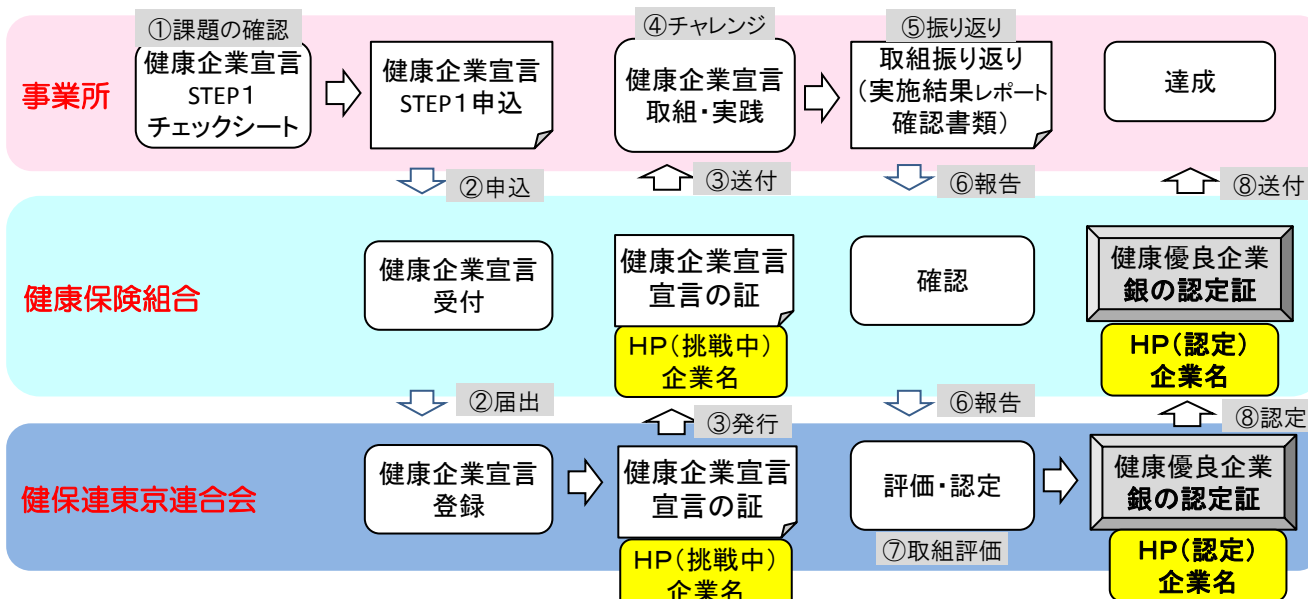 ①課題の確認
④チャレンジ
⑤振り返り
事業所
健康企業宣言
STEP1
チェックシート
健康企業宣言
STEP1申込
健康企業宣言
取組・実践
取組振り返り
（実施結果レポート
確認書類）
達成
②申込
③送付
⑥報告
⑧送付
健康保険組合
健康企業宣言
受付
健康企業宣言
宣言の証
HP（挑戦中）
企業名
確認
健康優良企業
銀の認定証
HP（認定）
企業名
②届出
③発行
⑥報告
⑧認定
健保連東京連合会
健康企業宣言
登録
健康企業宣言
宣言の証
HP（挑戦中）
企業名
評価・認定
⑦取組評価
健康優良企業
銀の認定証
HP（認定）
企業名